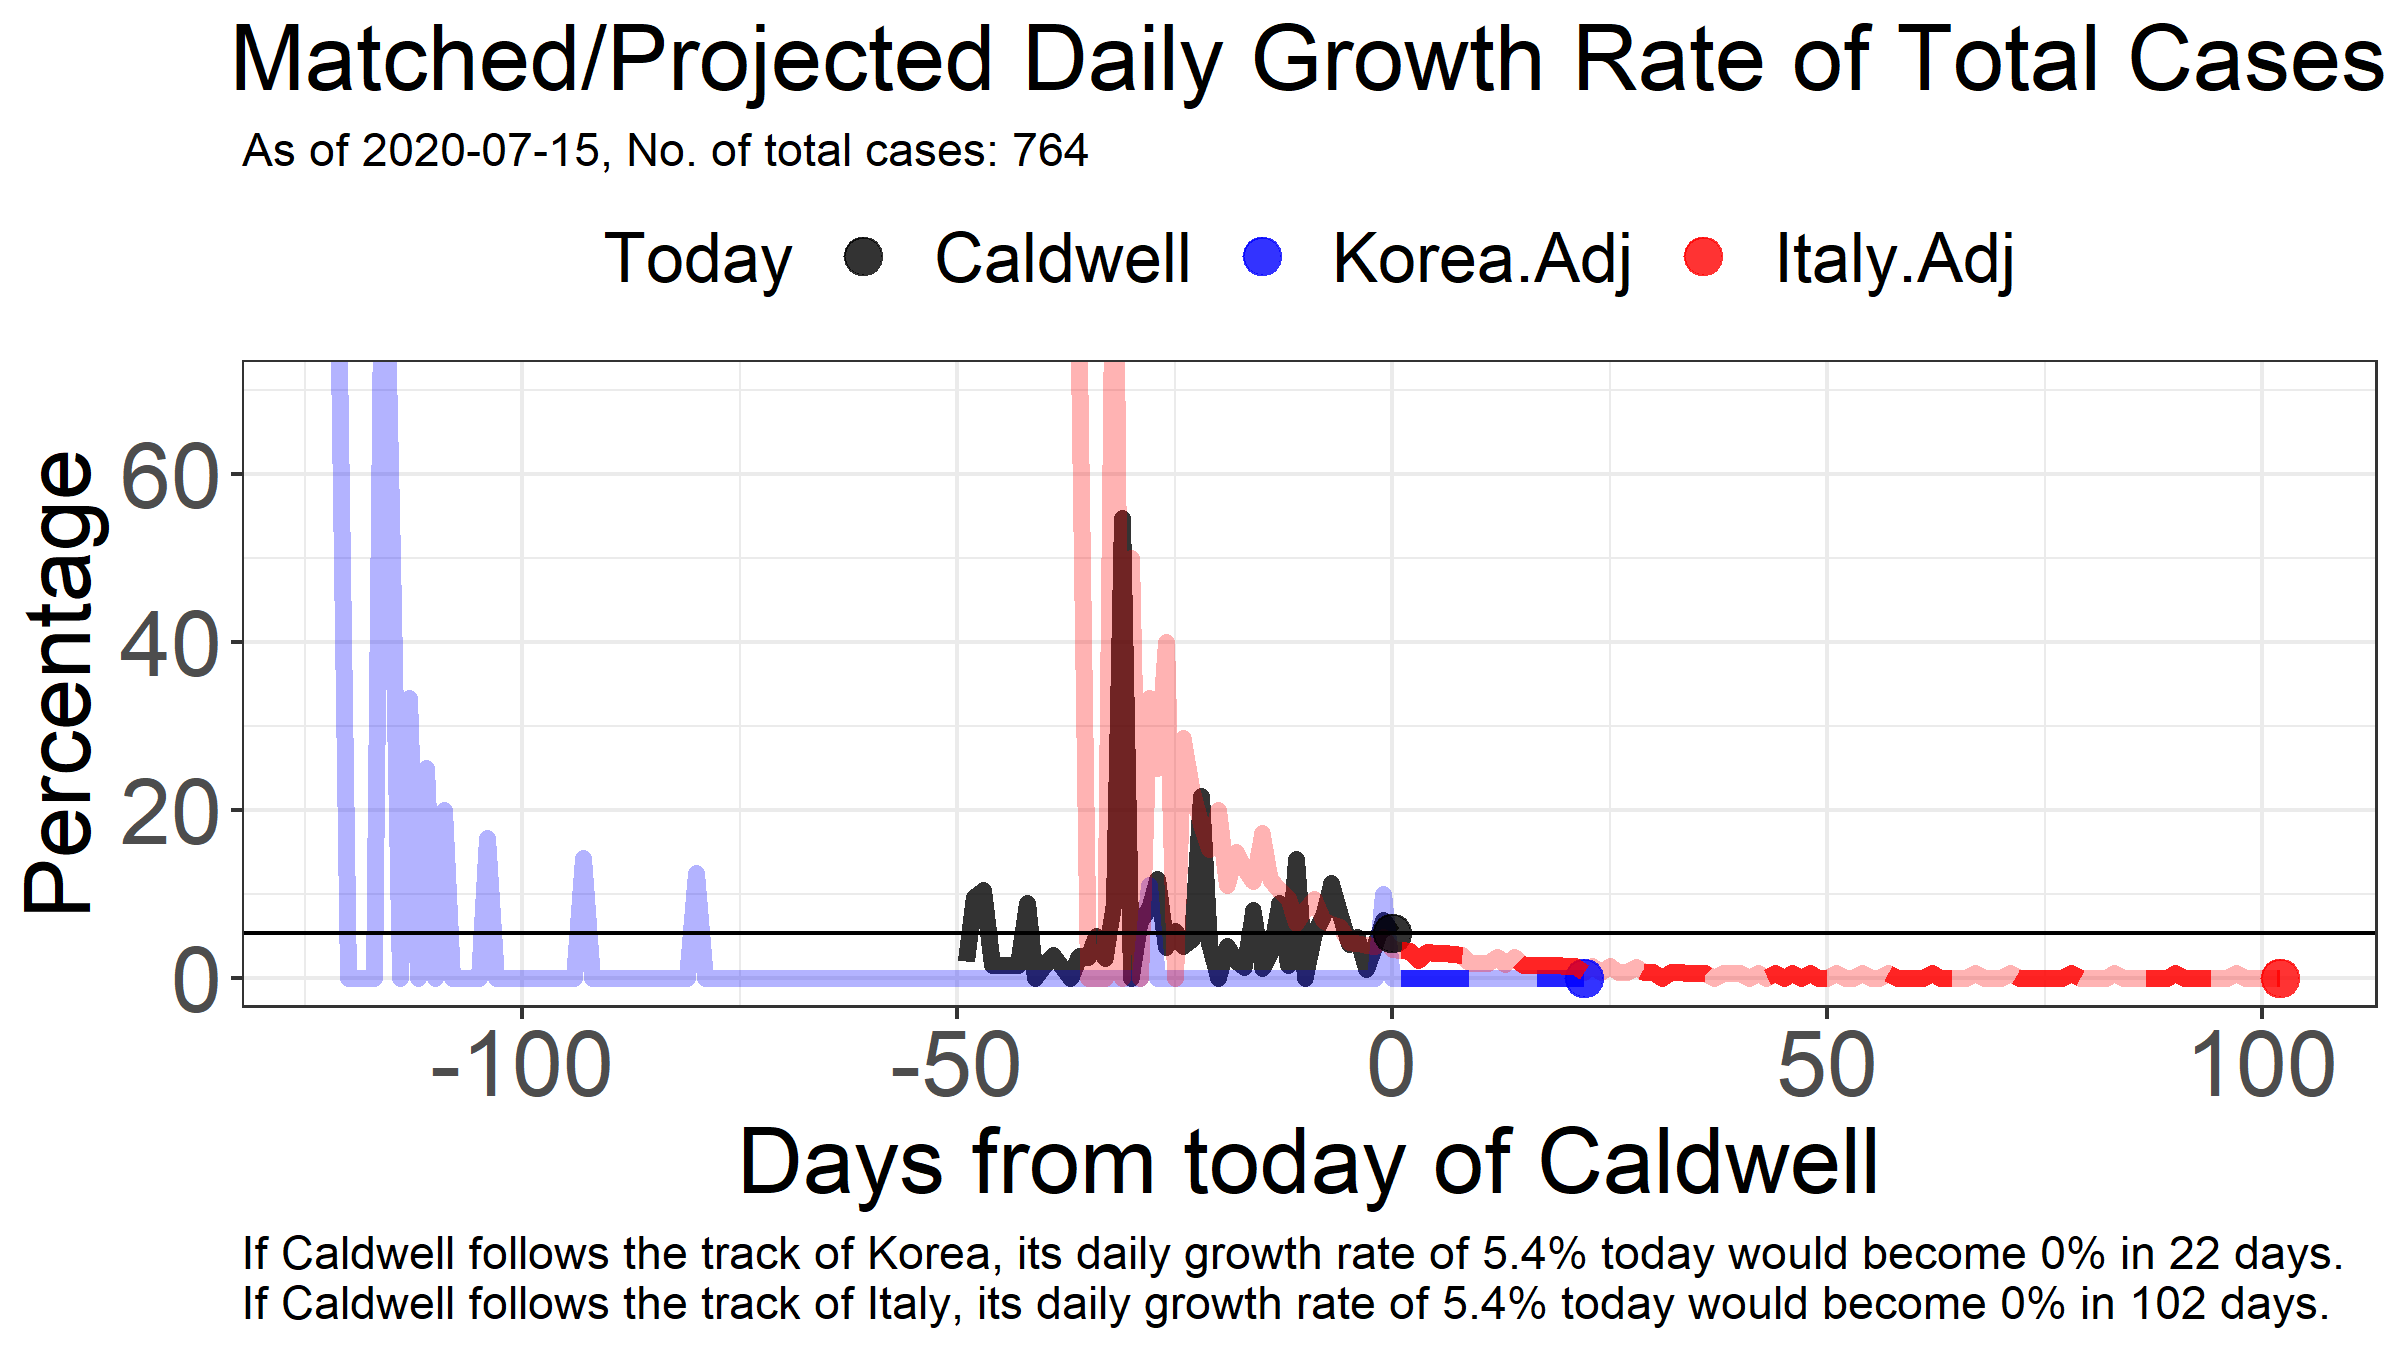 Matched/Projected Daily Growth Rate of Total Cases
As of 2020-07-15, No. of total cases: 764
Today Caldwell Korea.Adj Italy.Adj
Percentage
60
40
20
0
-100 -50 0 50 100
Days from today of Caldwell
If Caldwell follows the track of Korea, its daily growth rate of 5.4% today would become 0% in 22 days.
If Caldwell follows the track of Italy, its daily growth rate of 5.4% today would become 0% in 102 days.